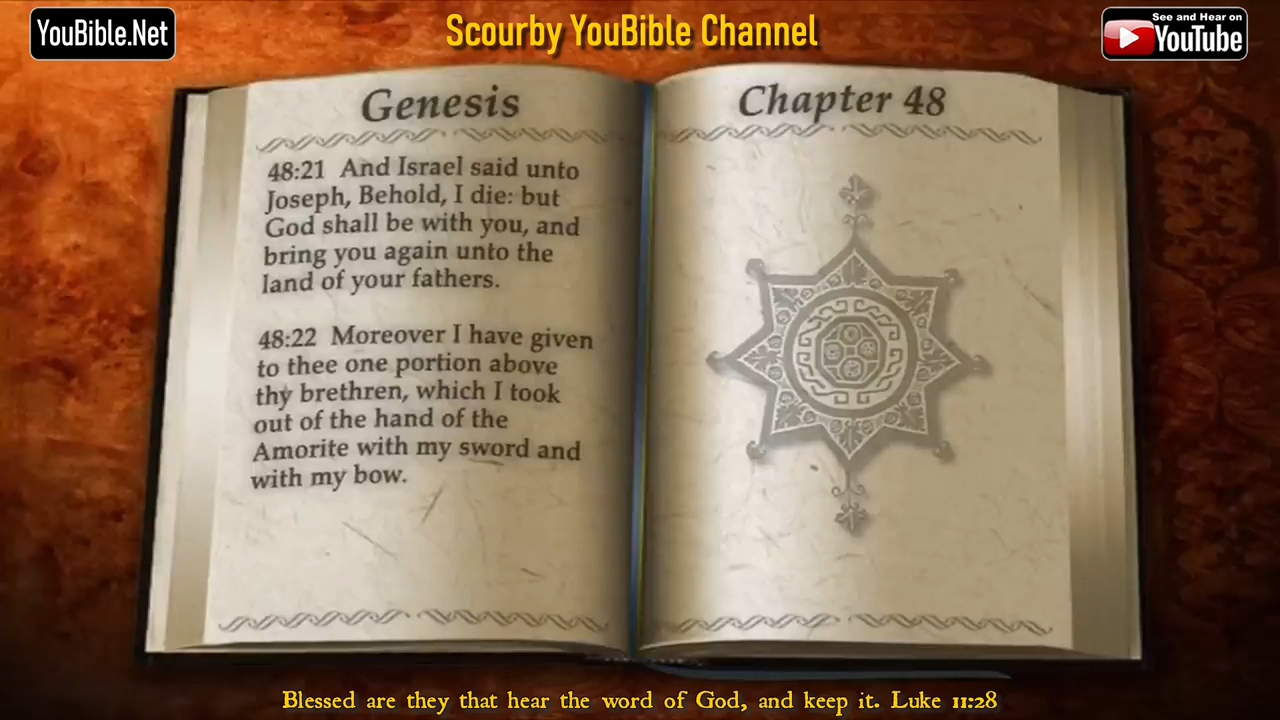 YouBible.Net
Scourby YouBible Channel
See and Hear on
YouTube
Genesis
48:21 And Israel said unto
Joseph, Behold, I die: but
God shall be with you, and
bring you again unto the
land of your fathers.
48:22 Moreover I have given
to thee one portion above
thy brethren, which I took
out of the hand of the
Amorite with my sword and
with my bow.
Chapter 48
Blessed are they that hear the word of God, and keep it. Luke 11:28